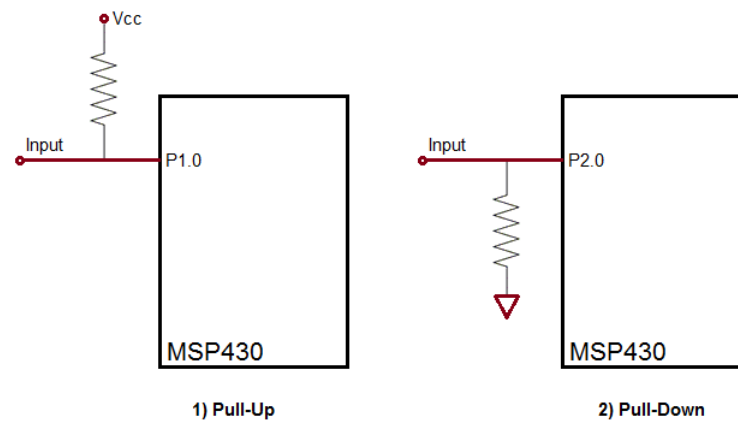 Vcc
Input
P1.0
MSP430
1) Pull-Up
Input
P2.0
MSP430
2) Pull-Down